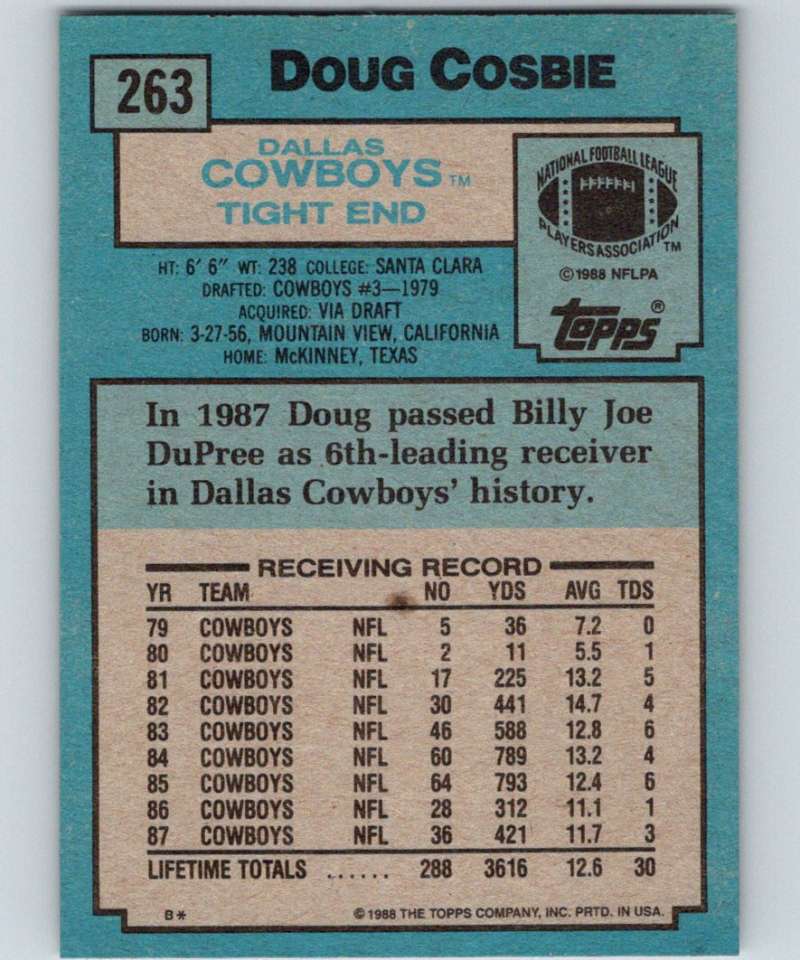 263
DOUG COSBIE
DALLAS
COWBOYS™
TIGHT END
NATIONAL FOOTBALL LEAGUE
PLAYERS ASSOCIATION™
©1988 NFLPA
Topps®
HT: 6' 6" WT: 238 COLLEGE: SANTA CLARA
DRAFTED: COWBOYS #3—1979
ACQUIRED: VIA DRAFT
BORN: 3-27-56, MOUNTAIN VIEW, CALIFORNIA
HOME: McKINNEY, TEXAS
In 1987 Doug passed Billy Joe
DuPree as 6th-leading receiver
in Dallas Cowboys' history.
RECEIVING RECORD
YR TEAM NO YDS AVG TDS
79 COWBOYS NFL 5 36 7.2 0
80 COWBOYS NFL 2 11 5.5 1
81 COWBOYS NFL 17 225 13.2 5
82 COWBOYS NFL 30 441 14.7 4
83 COWBOYS NFL 46 588 12.8 6
84 COWBOYS NFL 60 789 13.2 4
85 COWBOYS NFL 64 793 12.4 6
86 COWBOYS NFL 28 312 11.1 1
87 COWBOYS NFL 36 421 11.7 3
LIFETIME TOTALS ...... 288 3616 12.6 30
B* ©1988 THE TOPPS COMPANY, INC. PRTD. IN USA.